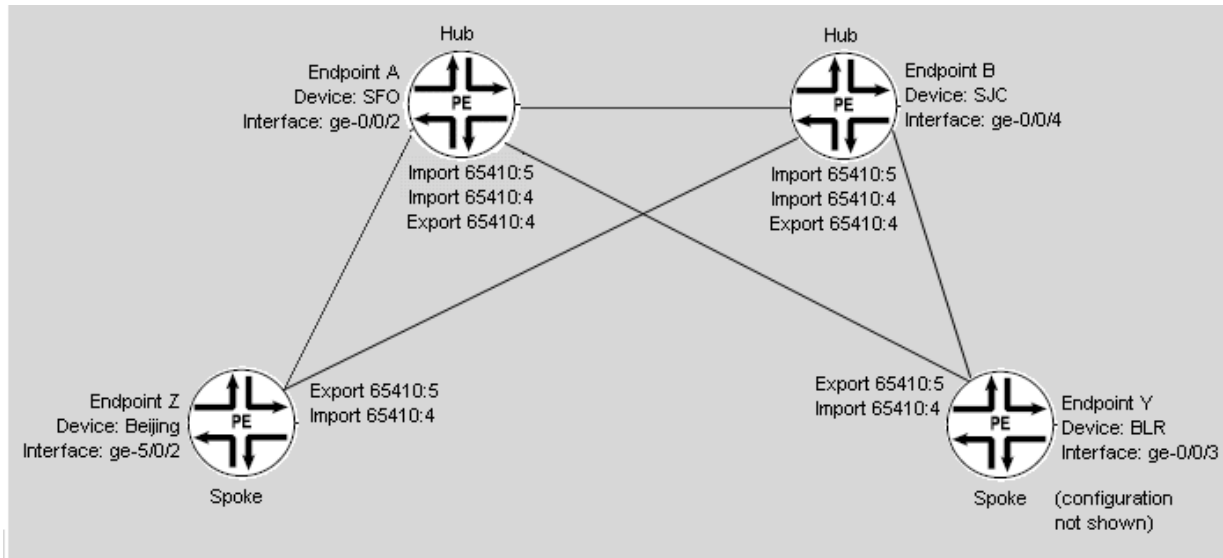 Hub
Endpoint A
Device: SFO
Interface: ge-0/0/2
PE
Import 65410:5
Import 65410:4
Export 65410:4
Hub
Endpoint B
Device: SJC
Interface: ge-0/0/4
PE
Import 65410:5
Import 65410:4
Export 65410:4
Endpoint Z
Device: Beijing
Interface: ge-5/0/2
PE
Export 65410:5
Import 65410:4
Spoke
Export 65410:5
Import 65410:4
PE
Endpoint Y
Device: BLR
Interface: ge-0/0/3
Spoke
(configuration
not shown)